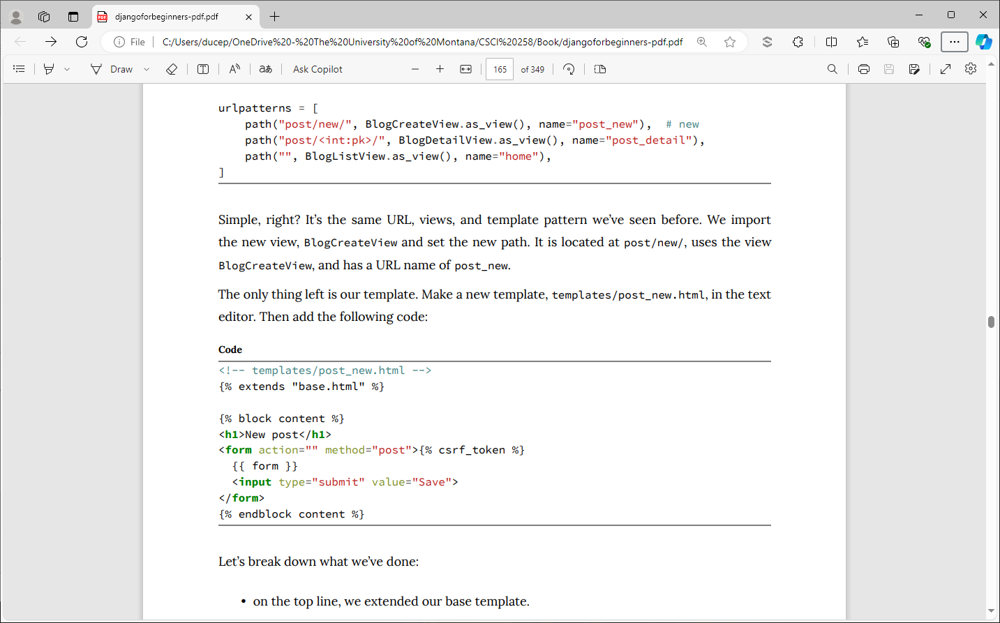 djangoforbeginners-pdf.pdf
File
C:/Users/ducep/OneDrive%20-%20The%20University%20of%20Montana/CSCI%20258/Book/djangoforbeginners-pdf.pdf
Draw
Ask Copilot
165 of 349
urlpatterns = [
    path("post/new/", BlogCreateView.as_view(), name="post_new"),  # new
    path("post/<int:pk>/", BlogDetailView.as_view(), name="post_detail"),
    path("", BlogListView.as_view(), name="home"),
]
Simple, right? It’s the same URL, views, and template pattern we’ve seen before. We import
the new view, BlogCreateView and set the new path. It is located at post/new/, uses the view
BlogCreateView, and has a URL name of post_new.
The only thing left is our template. Make a new template, templates/post_new.html, in the text
editor. Then add the following code:
Code
<!-- templates/post_new.html -->
{% extends "base.html" %}
{% block content %}
<h1>New post</h1>
<form action="" method="post">{% csrf_token %}
  {{ form }}
  <input type="submit" value="Save">
</form>
{% endblock content %}
Let’s break down what we’ve done:
• on the top line, we extended our base template.